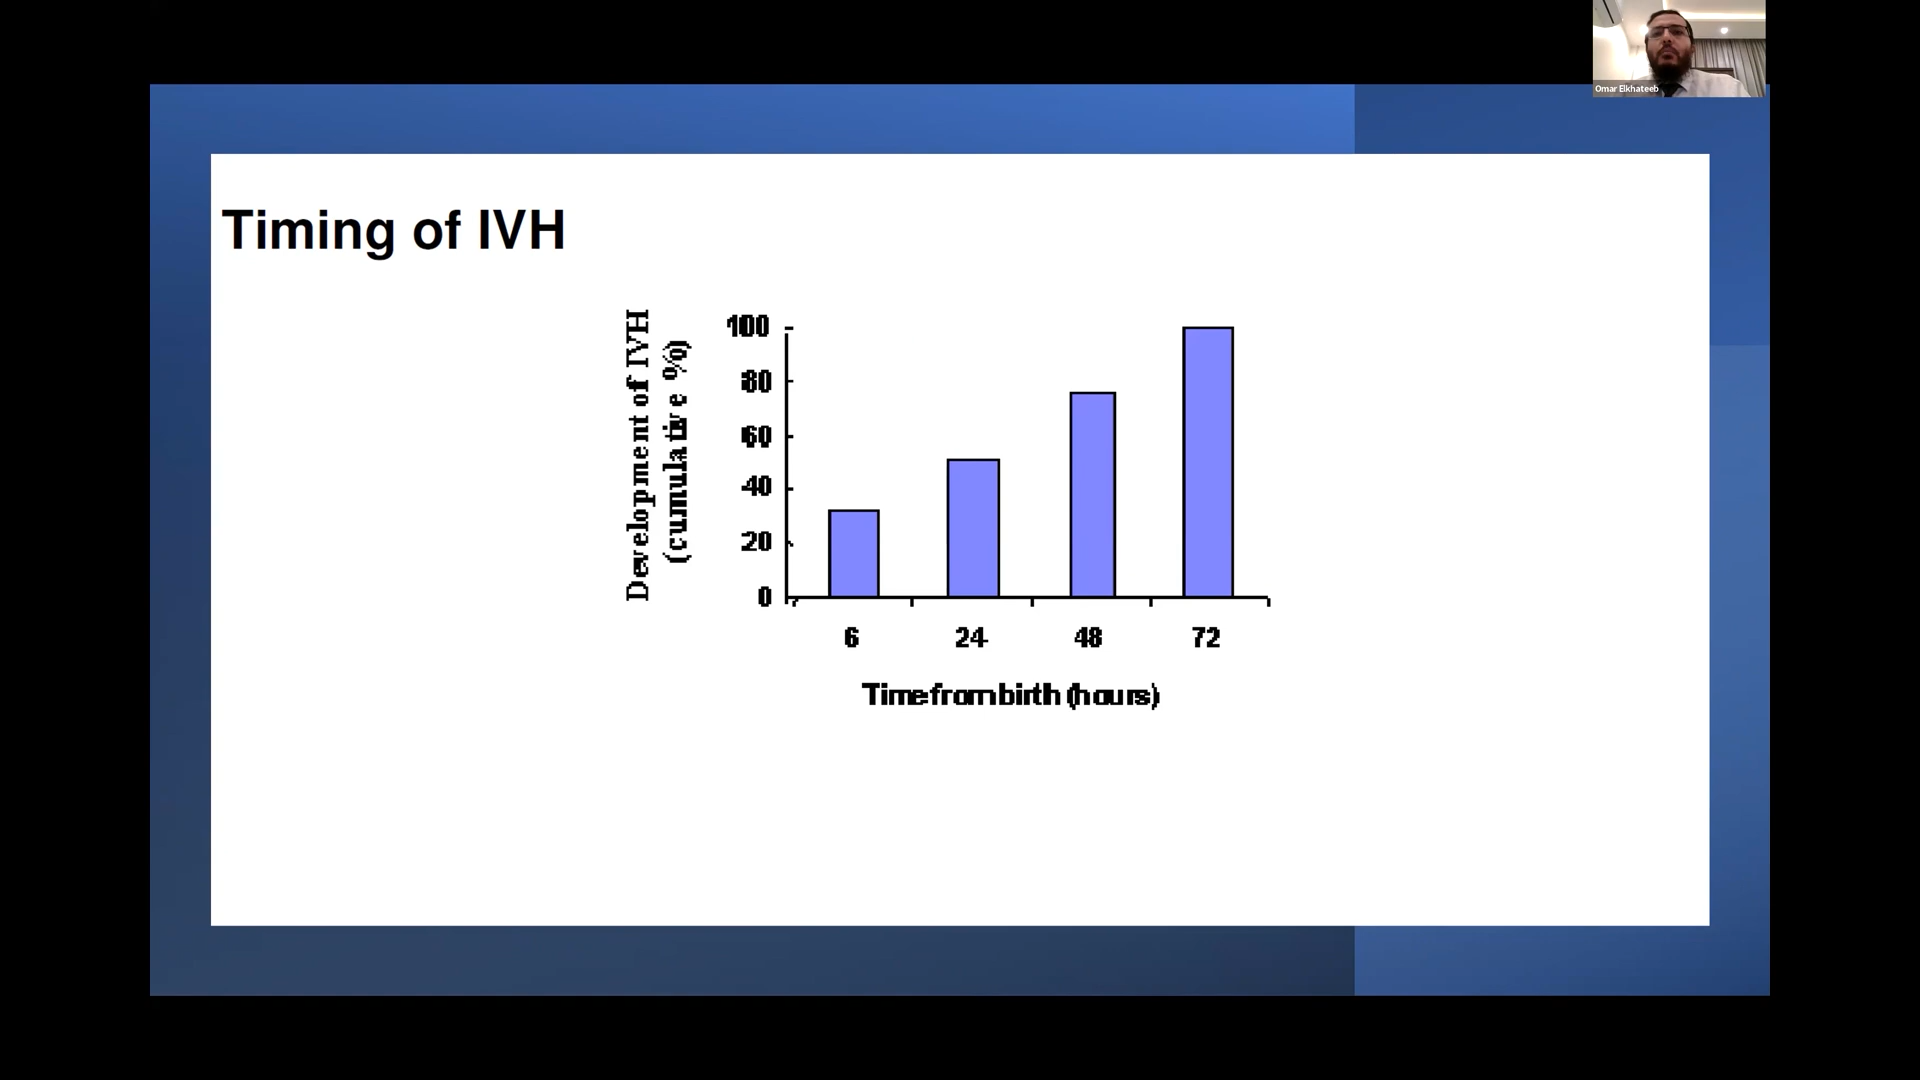 Omar Elkhateeb
Timing of IVH
Development of IVH
(cumulative %)
100
80
60
40
20
0
6 24 48 72
Time from birth (hours)